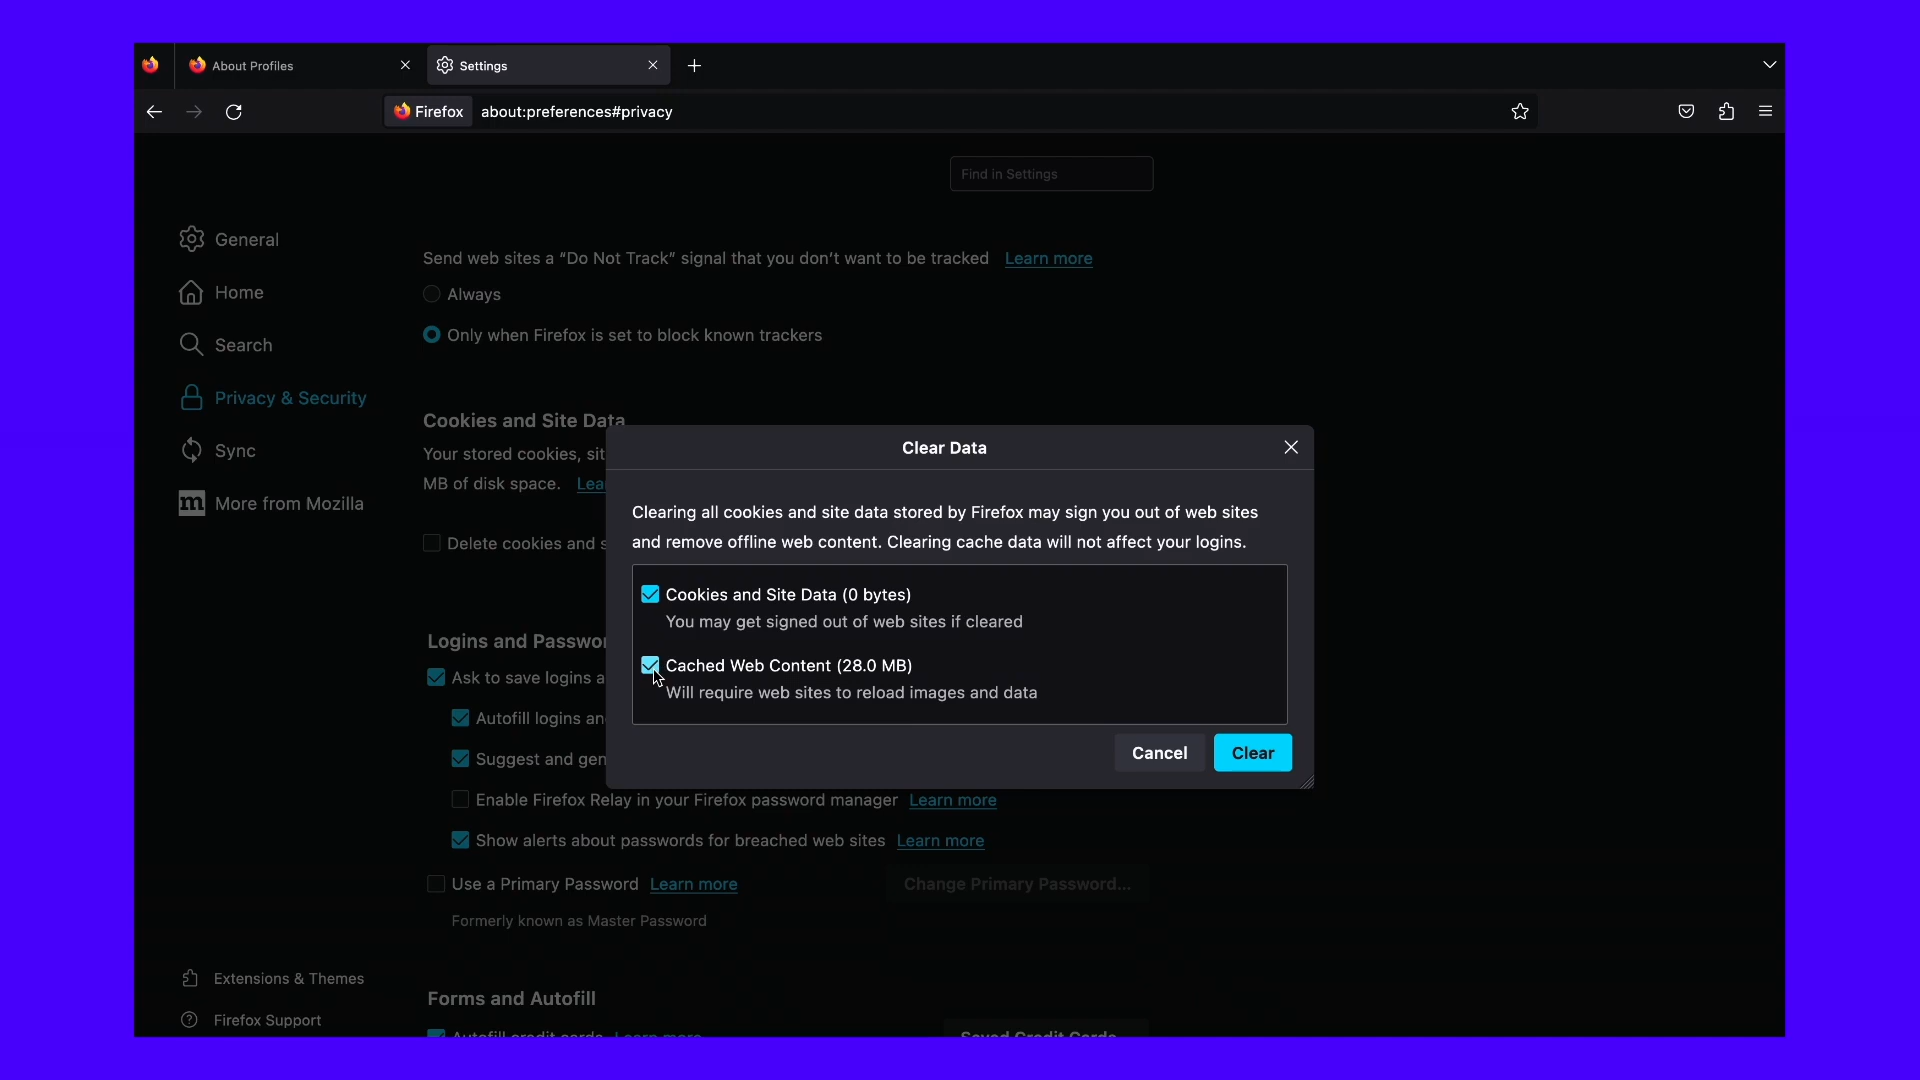 About Profiles
Settings
Firefox about:preferences#privacy
Find in Settings
General
Home
Search
Privacy & Security
Sync
m More from Mozilla
Extensions & Themes
Firefox Support
Send web sites a “Do Not Track” signal that you don’t want to be tracked Learn more
Always
Only when Firefox is set to block known trackers
Cookies and Site Data
Your stored cookies,
MB of disk space.
Delete cookies and
Logins and
Ask to save logins
Autofill logins
Suggest and
Enable Firefox Relay in your Firefox password manager Learn more
Show alerts about passwords for breached web sites Learn more
Use a Primary Password Learn more
Change Primary Password...
Formerly known as Master Password
Forms and Autofill
Autofill credit cards Learn more
Saved Credit Cards
Clear Data
Clearing all cookies and site data stored by Firefox may sign you out of web sites
and remove offline web content. Clearing cache data will not affect your logins.
Cookies and Site Data (0 bytes)
You may get signed out of web sites if cleared
Cached Web Content (28.0 MB)
Will require web sites to reload images and data
Cancel
Clear